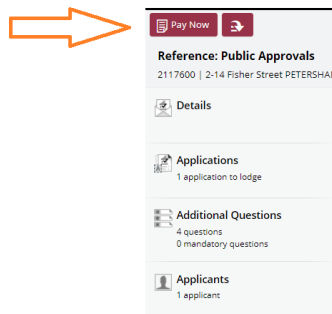 Pay Now
Reference: Public Approvals
2117600 | 2-14 Fisher Street PETERSHA
Details
Applications
1 application to lodge
Additional Questions
4 questions
0 mandatory questions
Applicants
1 applicant